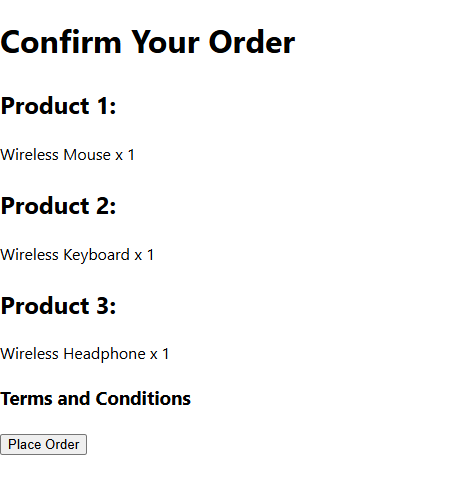 Confirm Your Order
Product 1:
Wireless Mouse x 1
Product 2:
Wireless Keyboard x 1
Product 3:
Wireless Headphone x 1
Terms and Conditions
Place Order